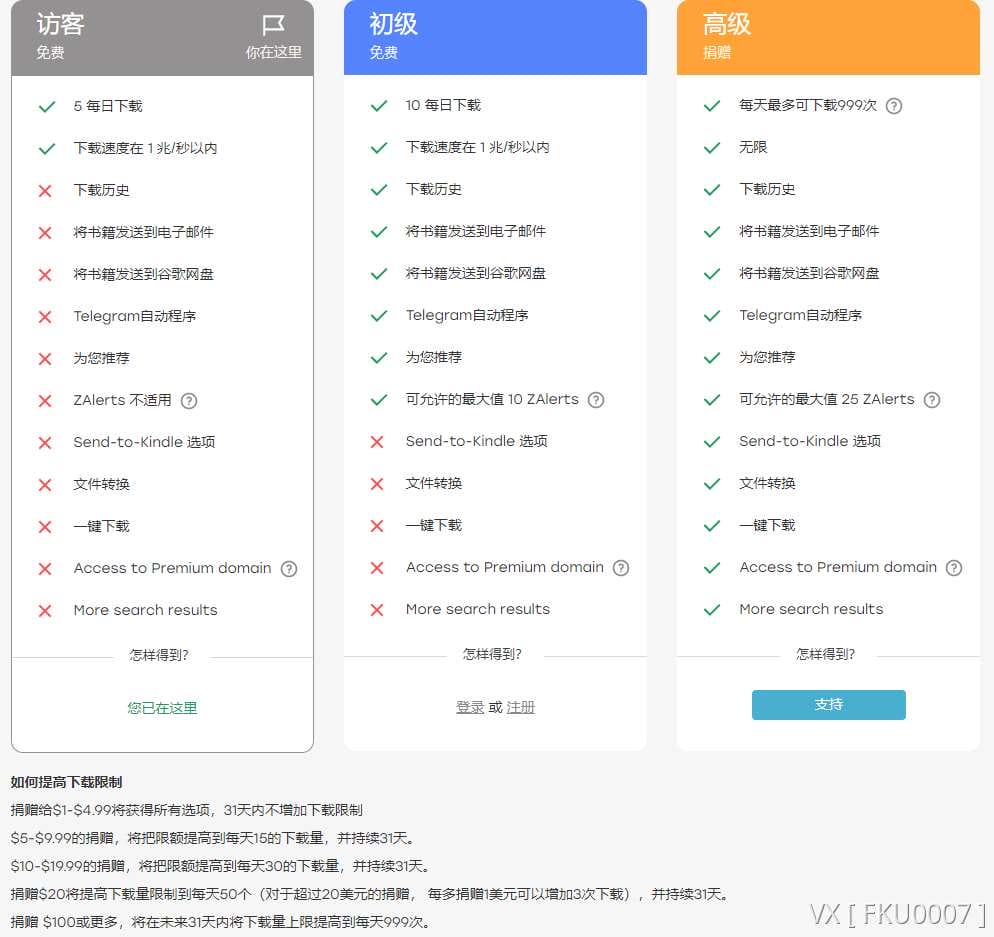 访客
免费
你在这里
5 每日下载
下载速度在 1 兆/秒以内
下载历史
将书籍发送到电子邮件
将书籍发送到谷歌网盘
Telegram自动程序
为您推荐
ZAlerts 不适用 ?
Send-to-Kindle 选项
文件转换
一键下载
Access to Premium domain ?
More search results
怎样得到?
您已在这里
初级
免费
10 每日下载
下载速度在 1 兆/秒以内
下载历史
将书籍发送到电子邮件
将书籍发送到谷歌网盘
Telegram自动程序
为您推荐
可允许的最大值 10 ZAlerts ?
Send-to-Kindle 选项
文件转换
一键下载
Access to Premium domain ?
More search results
怎样得到?
登录 或 注册
高级
捐赠
每天最多可下载999次 ?
无限
下载历史
将书籍发送到电子邮件
将书籍发送到谷歌网盘
Telegram自动程序
为您推荐
可允许的最大值 25 ZAlerts ?
Send-to-Kindle 选项
文件转换
一键下载
Access to Premium domain ?
More search results
怎样得到?
支持
如何提高下载限制
捐赠给$1-$4.99将获得所有选项，31天内不增加下载限制
$5-$9.99的捐赠，将把限额提高到每天15的下载量，并持续31天。
$10-$19.99的捐赠，将把限额提高到每天30的下载量，并持续31天。
捐赠$20将提高下载量限制到每天50个（对于超过20美元的捐赠， 每多捐赠1美元可以增加3次下载），并持续31天。
捐赠 $100或更多，将在未来31天内将下载量上限提高到每天999次。
VX [ FKU0007 ]